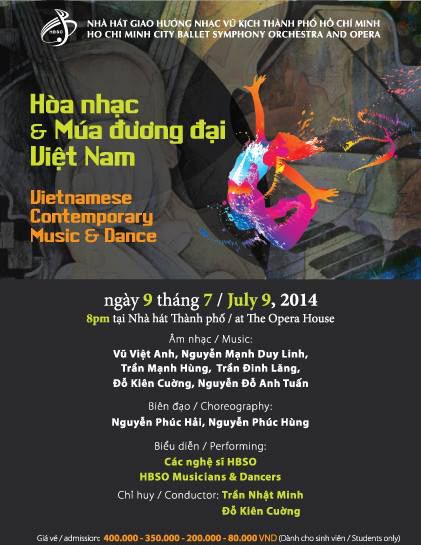 HBSO
NHÀ HÁT GIAO HƯỞNG NHẠC VŨ KỊCH THÀNH PHỐ HỒ CHÍ MINH
HO CHI MINH CITY BALLET SYMPHONY ORCHESTRA AND OPERA
Hòa nhạc
& Múa đương đại
Việt Nam
Vietnamese
Contemporary
Music & Dance
ngày 9 tháng 7 / July 9, 2014
8pm tại Nhà hát Thành phố / at The Opera House
Âm nhạc / Music:
Vũ Việt Anh, Nguyễn Mạnh Duy Linh,
Trần Mạnh Hùng, Trần Đinh Lăng,
Đỗ Kiên Cường, Nguyễn Đỗ Anh Tuấn
Biên đạo / Choreography:
Nguyễn Phúc Hải, Nguyễn Phúc Hùng
Biểu diễn / Performing:
Các nghệ sĩ HBSO
HBSO Musicians & Dancers
Chỉ huy / Conductor: Trần Nhật Minh
Đỗ Kiên Cường
Giá vé / admission: 400.000 - 350.000 - 200.000 - 80.000 VND (Dành cho sinh viên / Students only)